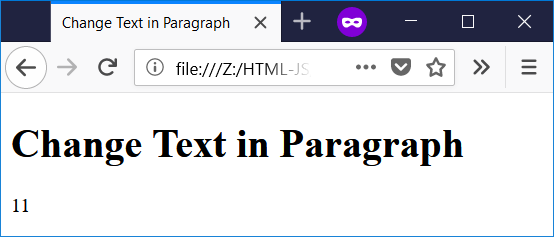 Change Text in Paragraph
file:///Z:/HTML-JS
Change Text in Paragraph
11